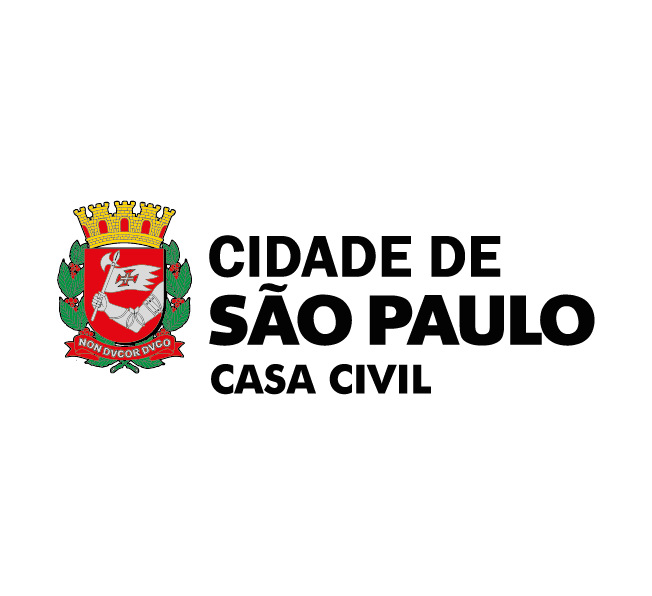 NON DVCOR DVCO
CIDADE DE
SÃO PAULO
CASA CIVIL